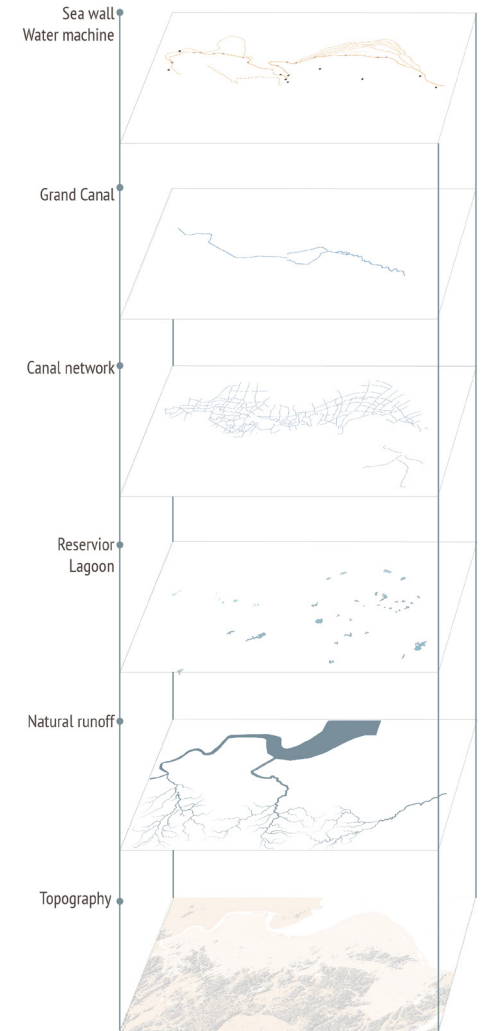 Sea wall
Water machine
Grand Canal
Canal network
Reservior
Lagoon
Natural runoff
Topography